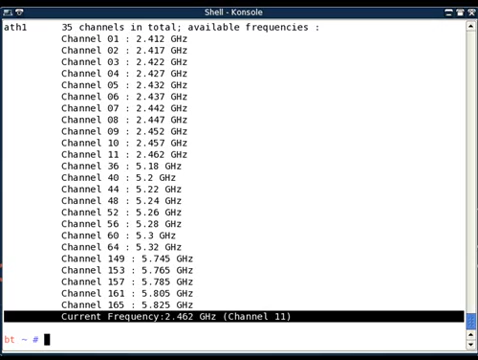 Shell - Konsole
ath1 35 channels in total; available frequencies :
Channel 01 : 2.412 GHz
Channel 02 : 2.417 GHz
Channel 03 : 2.422 GHz
Channel 04 : 2.427 GHz
Channel 05 : 2.432 GHz
Channel 06 : 2.437 GHz
Channel 07 : 2.442 GHz
Channel 08 : 2.447 GHz
Channel 09 : 2.452 GHz
Channel 10 : 2.457 GHz
Channel 11 : 2.462 GHz
Channel 36 : 5.18 GHz
Channel 40 : 5.2 GHz
Channel 44 : 5.22 GHz
Channel 48 : 5.24 GHz
Channel 52 : 5.26 GHz
Channel 56 : 5.28 GHz
Channel 60 : 5.3 GHz
Channel 64 : 5.32 GHz
Channel 149 : 5.745 GHz
Channel 153 : 5.765 GHz
Channel 157 : 5.785 GHz
Channel 161 : 5.805 GHz
Channel 165 : 5.825 GHz
Current Frequency:2.462 GHz (Channel 11)
bt ~ #